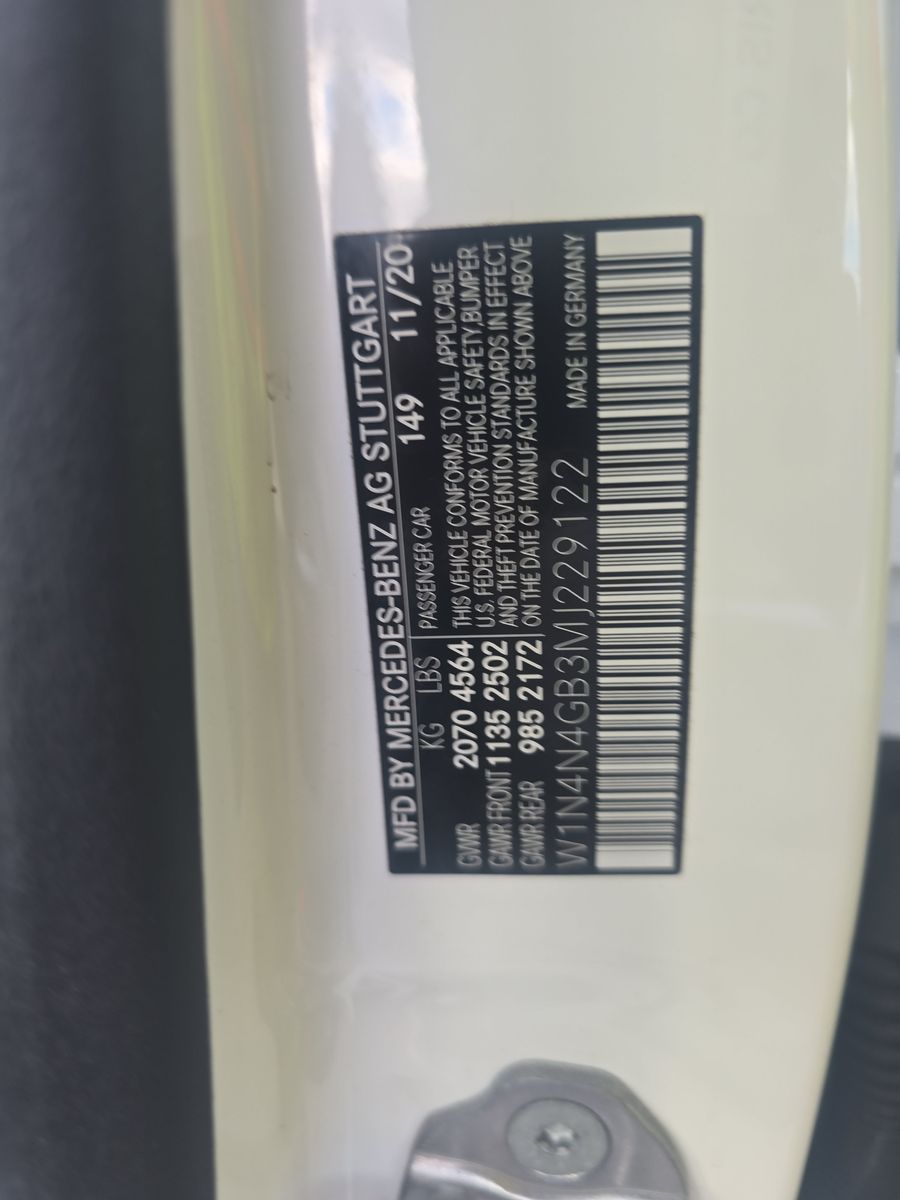 MFD BY MERCEDES-BENZ AG STUTTGART
149 11/20
KG LBS
GVWR 2070 4564
GAWR FRONT 1135 2502
GAWR REAR 985 2172
PASSENGER CAR
THIS VEHICLE CONFORMS TO ALL APPLICABLE
U.S. FEDERAL MOTOR VEHICLE SAFETY,BUMPER
AND THEFT PREVENTION STANDARDS IN EFFECT
ON THE DATE OF MANUFACTURE SHOWN ABOVE
W1N4N4GB3MJ229122 MADE IN GERMANY